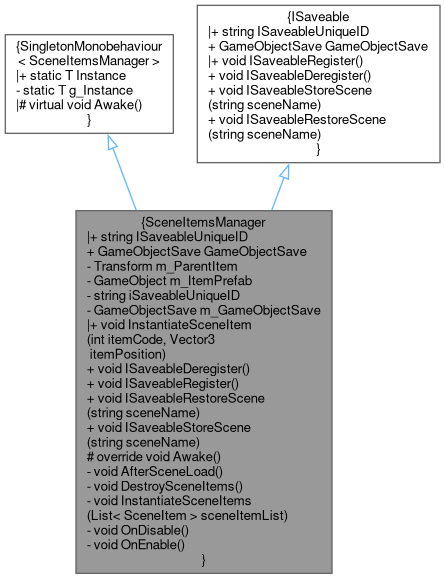 {SingletonMonobehaviour
< SceneItemsManager >
|+ static T Instance
- static T g_Instance
|# virtual void Awake()
}
{ISaveable
|+ string ISaveableUniqueID
+ GameObjectSave GameObjectSave
|+ void ISaveableRegister()
+ void ISaveableDeregister()
+ void ISaveableStoreScene
(string sceneName)
+ void ISaveableRestoreScene
(string sceneName)
}
{SceneItemsManager
|+ string ISaveableUniqueID
+ GameObjectSave GameObjectSave
- Transform m_ParentItem
- GameObject m_ItemPrefab
- string iSaveableUniqueID
- GameObjectSave m_GameObjectSave
|+ void InstantiateSceneItem
(int itemCode, Vector3
itemPosition)
+ void ISaveableDeregister()
+ void ISaveableRegister()
+ void ISaveableRestoreScene
(string sceneName)
+ void ISaveableStoreScene
(string sceneName)
# override void Awake()
- void AfterSceneLoad()
- void DestroySceneItems()
- void InstantiateSceneItems
(List< SceneItem > sceneItemList)
- void OnDisable()
- void OnEnable()
}